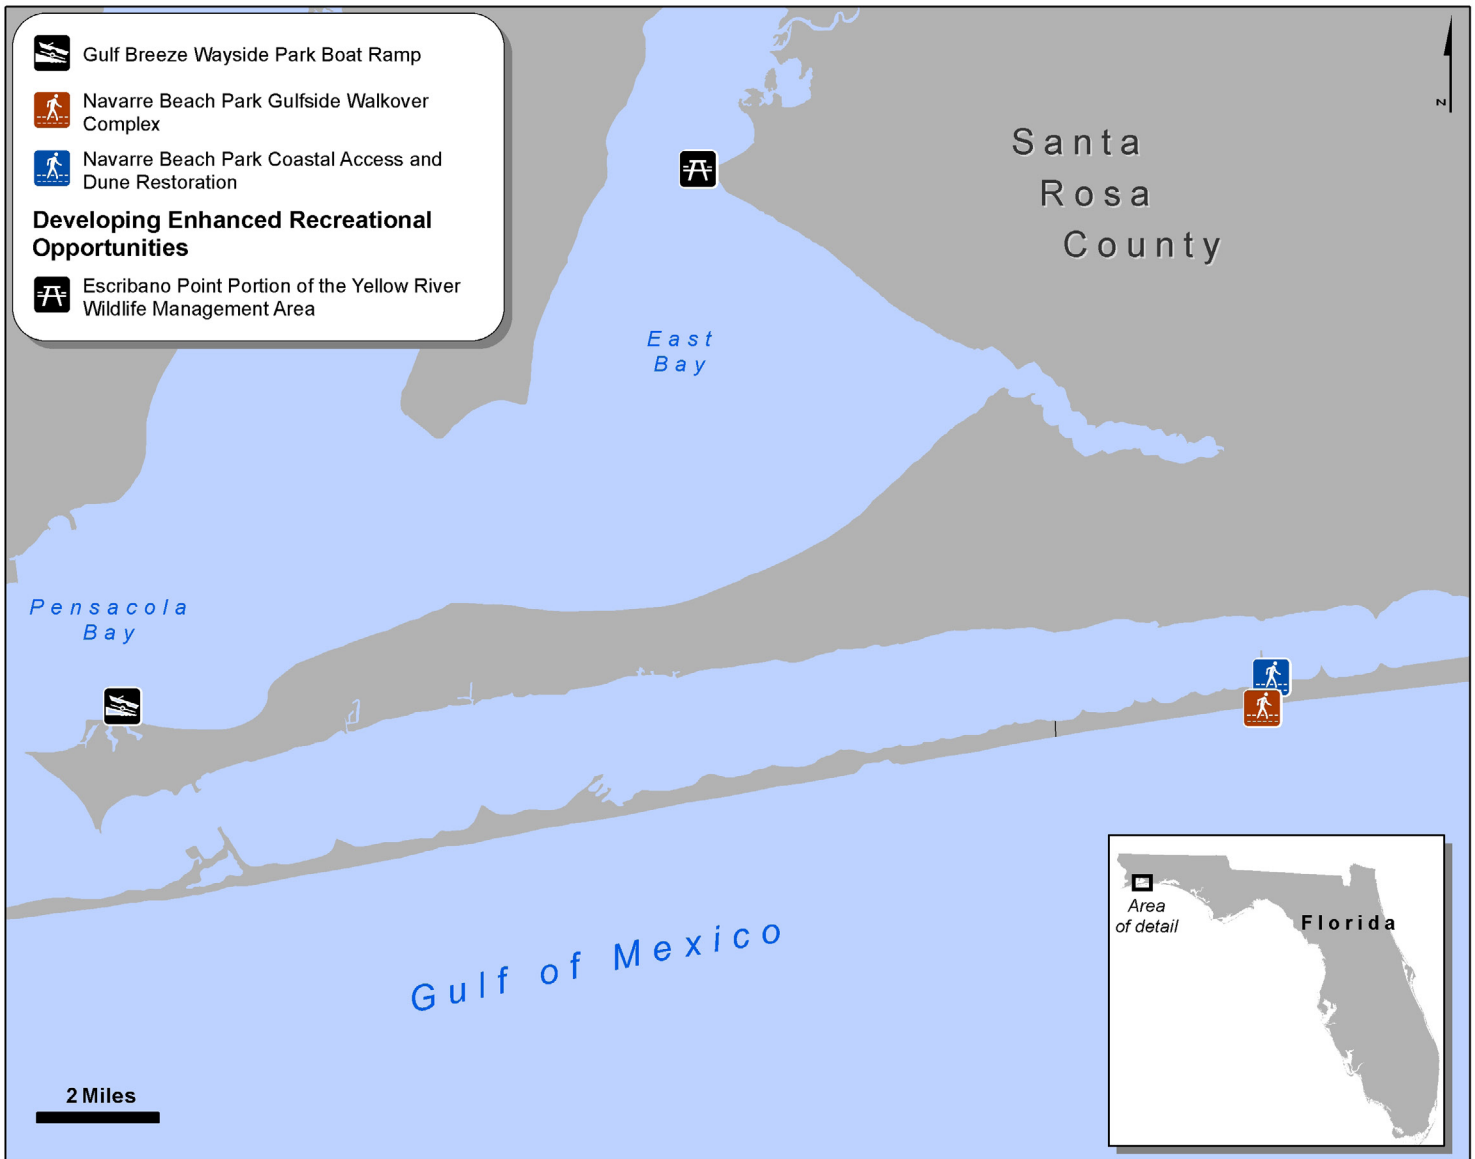 Gulf Breeze Wayside Park Boat Ramp
Navarre Beach Park Gulfside Walkover
Complex
Navarre Beach Park Coastal Access and
Dune Restoration
Developing Enhanced Recreational
Opportunities
Escribano Point Portion of the Yellow River
Wildlife Management Area
N
Santa
Rosa
County
East
Bay
Pensacola
Bay
Gulf of Mexico
2 Miles
Area
of detail
Florida